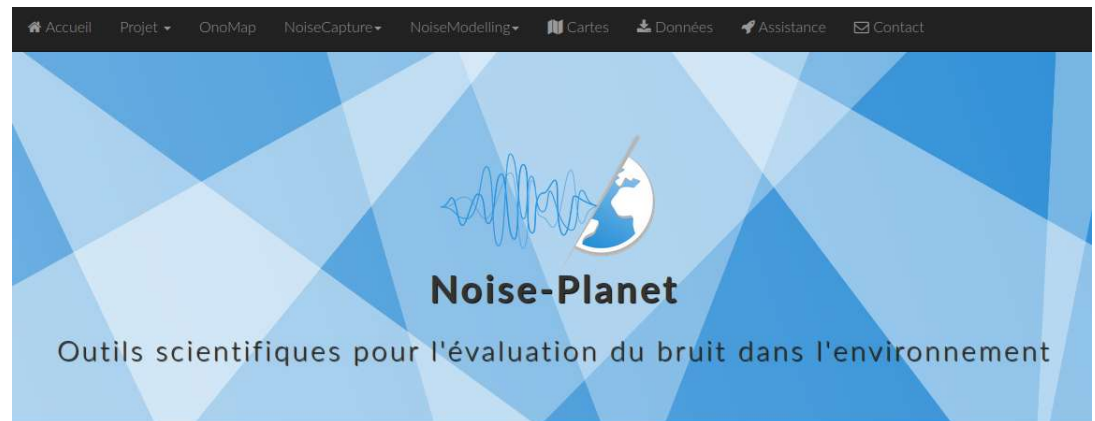 Accueil Projet OnoMap NoiseCapture NoiseModelling Cartes Données Assistance Contact
Noise-Planet
Outils scientifiques pour l'évaluation du bruit dans l'environnement